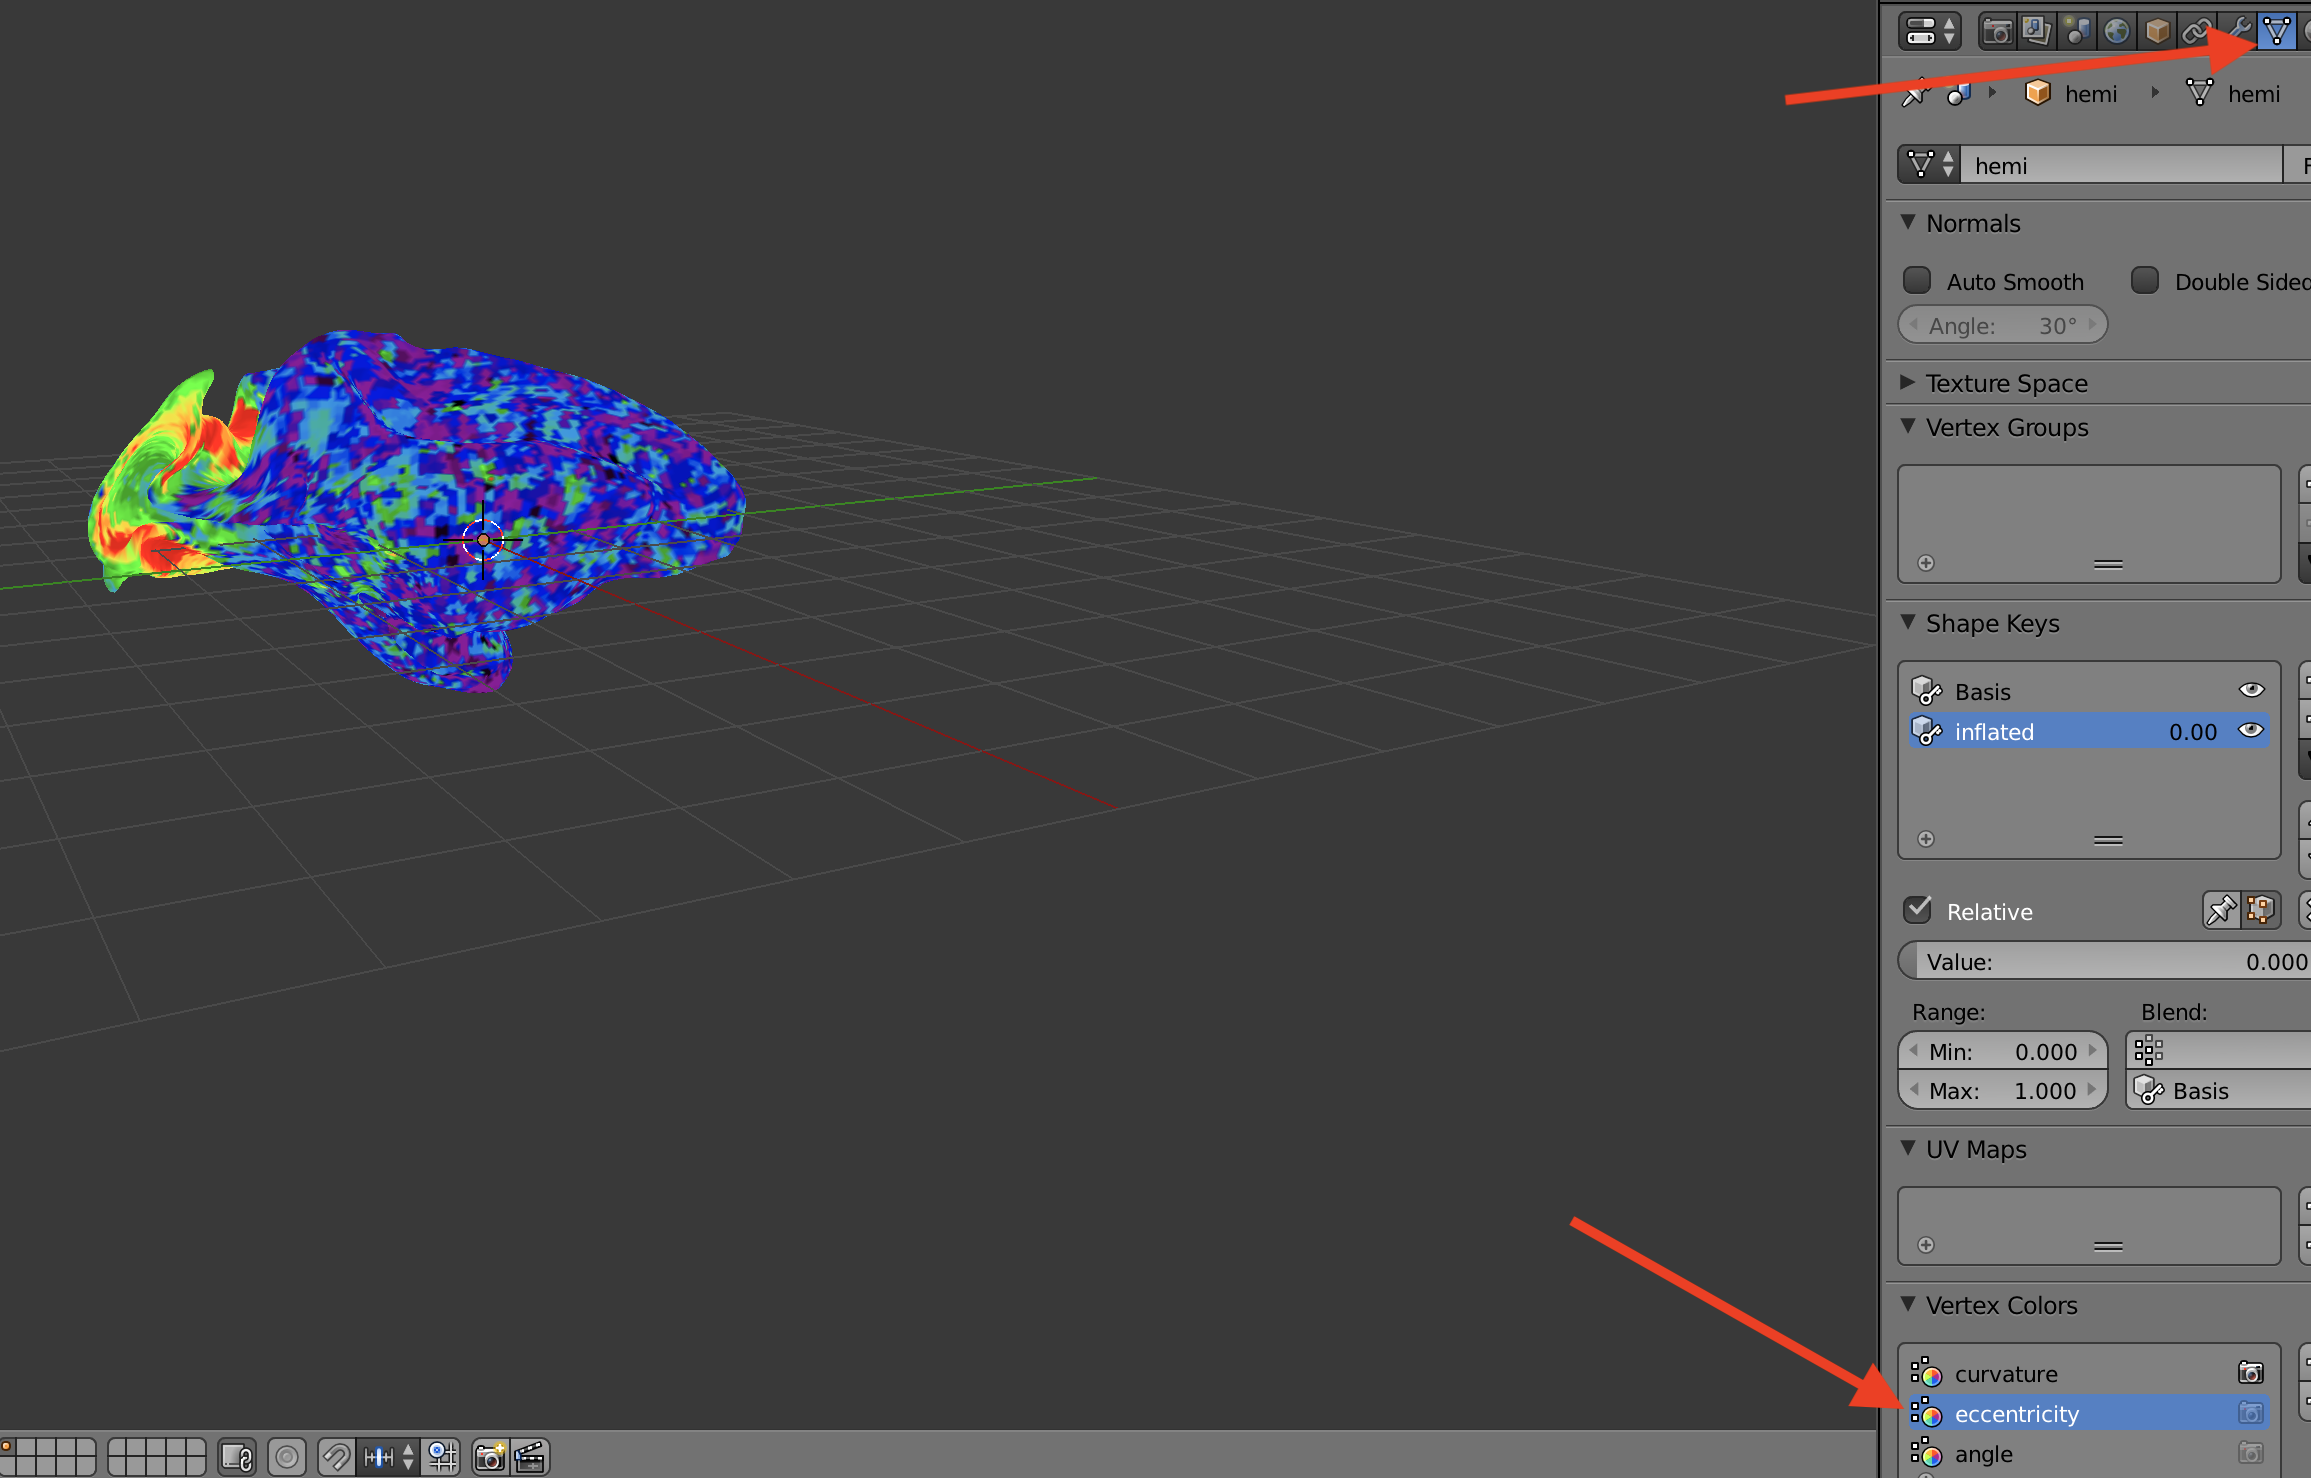 hemi hemi
hemi F
Normals
Auto Smooth Double Sided
Angle: 30°
Texture Space
Vertex Groups
Shape Keys
Basis
inflated 0.00
Relative
Value: 0.000
Range: Blend:
Min: 0.000
Max: 1.000 Basis
UV Maps
Vertex Colors
curvature
eccentricity
angle